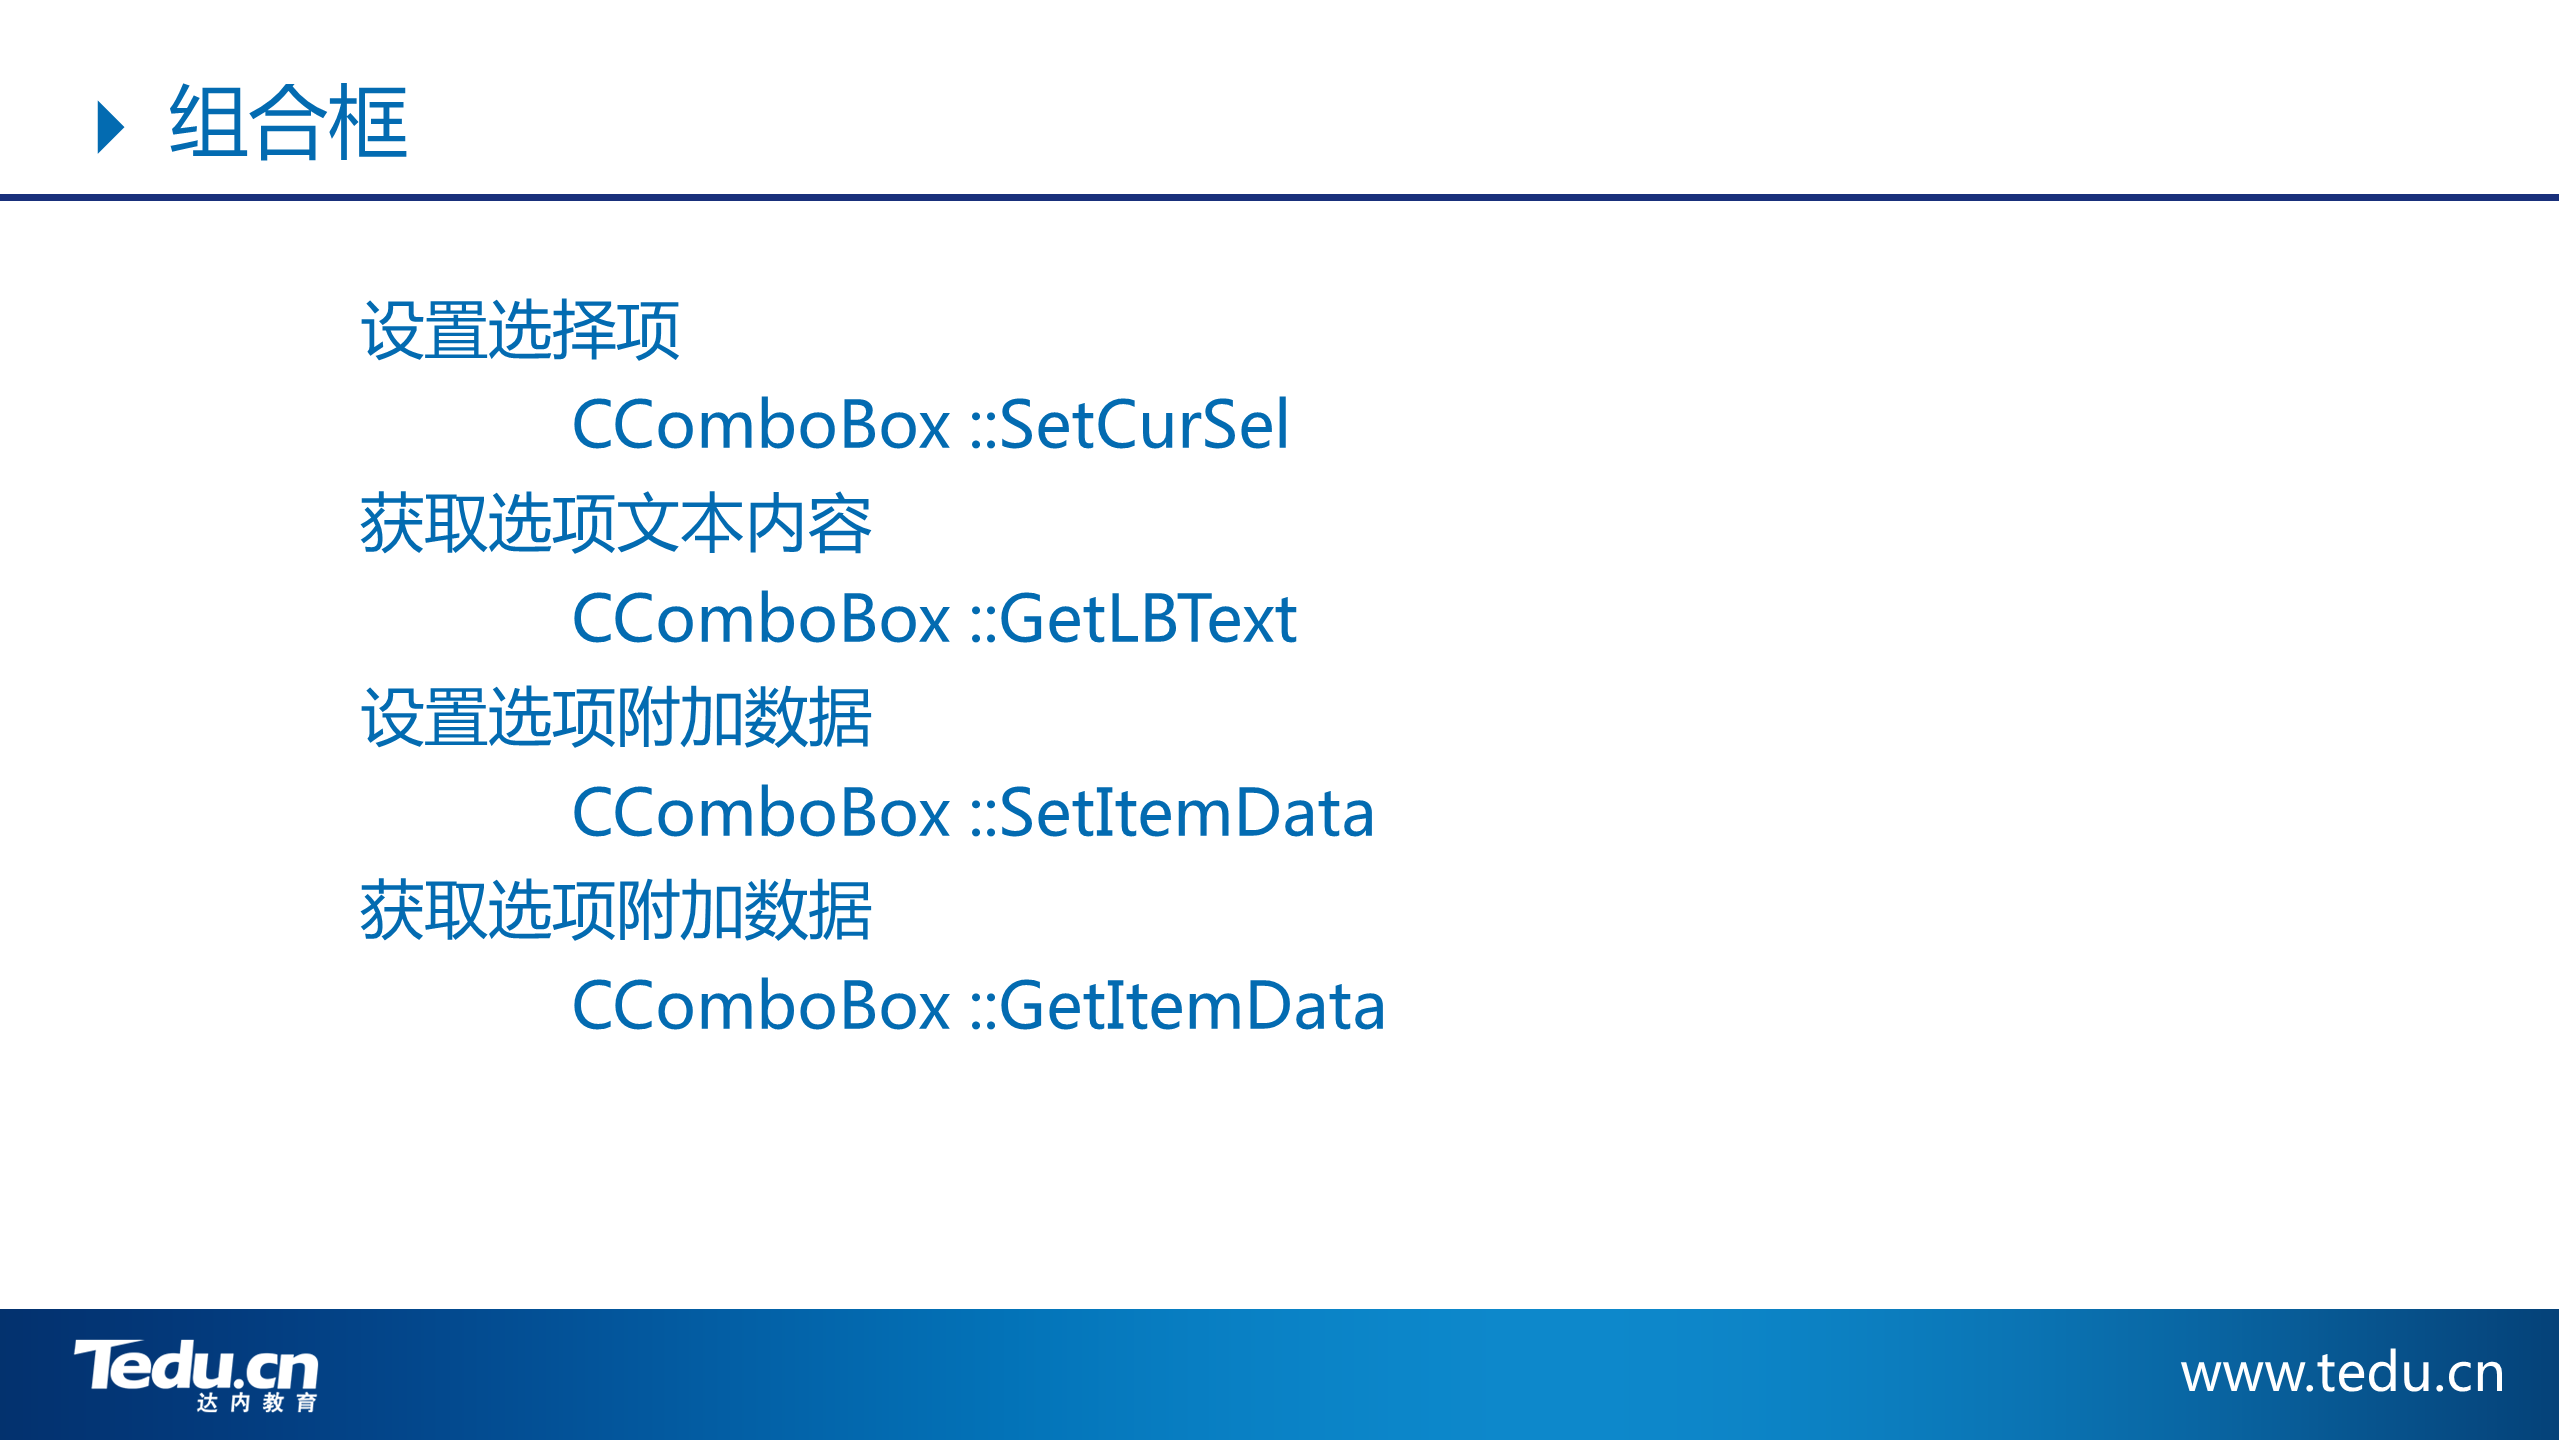 组合框
设置选择项
CComboBox ::SetCurSel
获取选项文本内容
CComboBox ::GetLBText
设置选项附加数据
CComboBox ::SetItemData
获取选项附加数据
CComboBox ::GetItemData
Tedu.cn
达内教育
www.tedu.cn